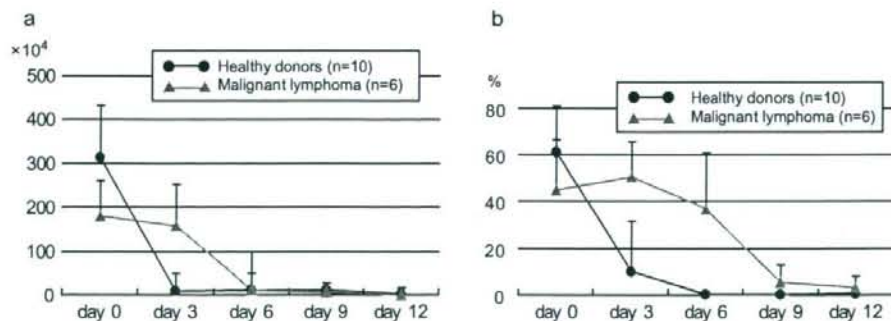 a
×10⁴
500
400
300
200
100
0
Healthy donors (n=10)
Malignant lymphoma (n=6)
day 0 day 3 day 6 day 9 day 12
b
%
80
60
40
20
0
Healthy donors (n=10)
Malignant lymphoma (n=6)
day 0 day 3 day 6 day 9 day 12